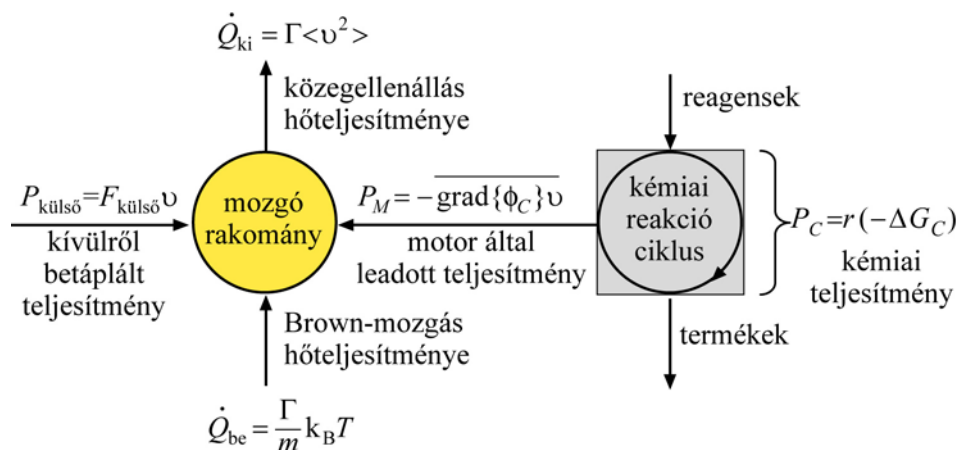 Q̇ki = Γ<υ²>
közegellenállás
hőteljesítménye
reagensek
Pkülső=Fkülsőυ
kívülről
betáplált
teljesítmény
mozgó
rakomány
PM = −grad{ϕC}υ
motor által
leadott teljesítmény
kémiai
reakció
ciklus
PC=r(−ΔGC)
kémiai
teljesítmény
Brown-mozgás
hőteljesítménye
termékek
Q̇be = Γ/m kBT